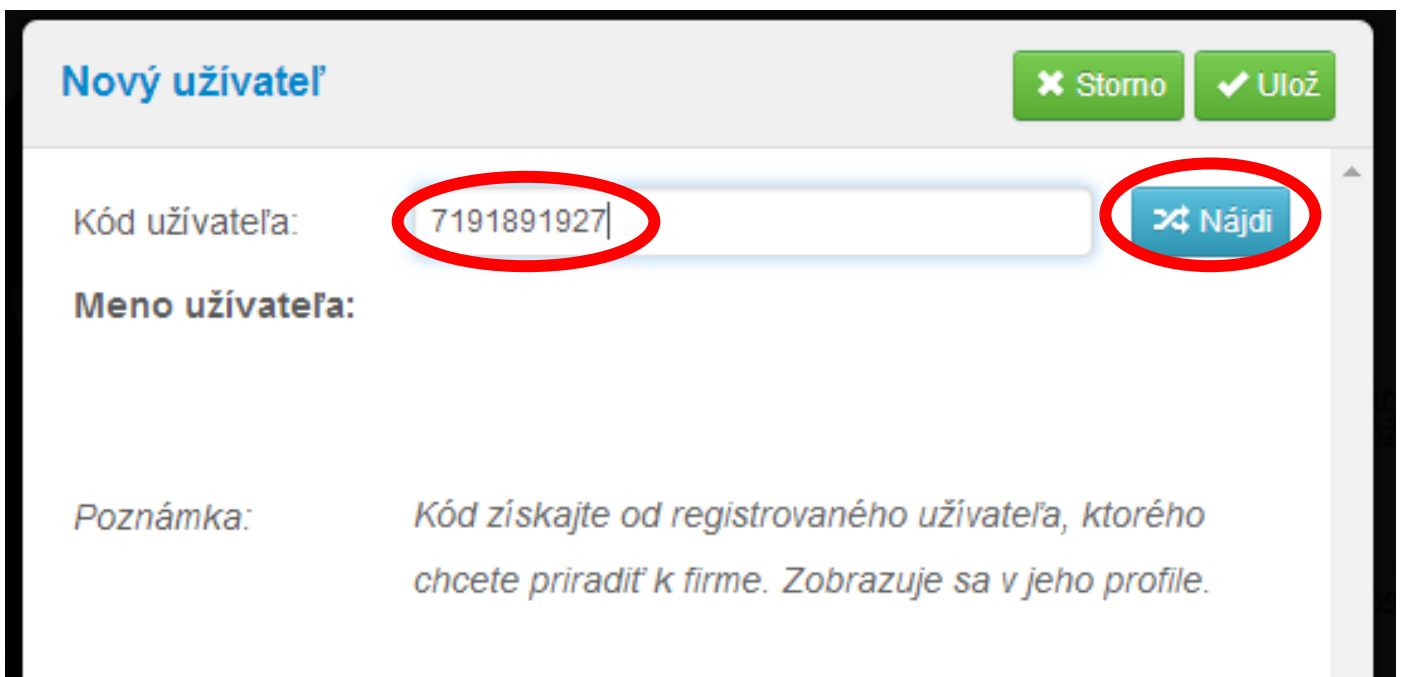 Nový užívateľ
Storno
Ulož
Kód užívateľa:
7191891927
Nájdi
Meno užívateľa:
Poznámka:
Kód získajte od registrovaného užívateľa, ktorého
chcete priradiť k firme. Zobrazuje sa v jeho profile.